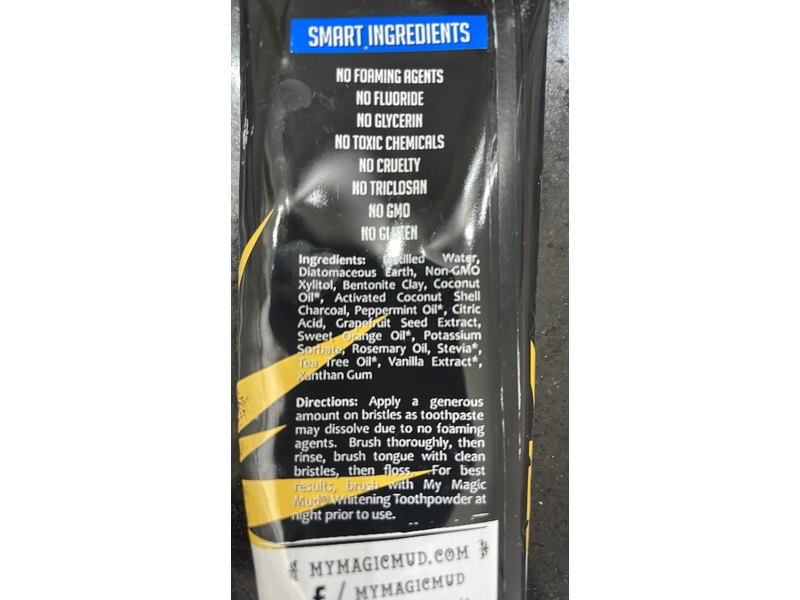 SMART INGREDIENTS
NO FOAMING AGENTS
NO FLUORIDE
NO GLYCERIN
NO TOXIC CHEMICALS
NO CRUELTY
NO TRICLOSAN
NO GMO
NO GLUTEN
Ingredients: Distilled Water,
Diatomaceous Earth, Non-GMO
Xylitol, Bentonite Clay, Coconut
Oil*, Activated Coconut Shell
Charcoal, Peppermint Oil*, Citric
Acid, Grapefruit Seed Extract,
Sweet Orange Oil*, Potassium
Sorbate, Rosemary Oil, Stevia*,
Tea Tree Oil*, Vanilla Extract*,
Xanthan Gum
Directions: Apply a generous
amount on bristles as toothpaste
may dissolve due to no foaming
agents. Brush thoroughly, then
rinse, brush tongue with clean
bristles, then floss. For best
results, brush with My Magic
Mud® Whitening Toothpowder at
night prior to use.
MYMAGICMUD.COM
f / MYMAGICMUD